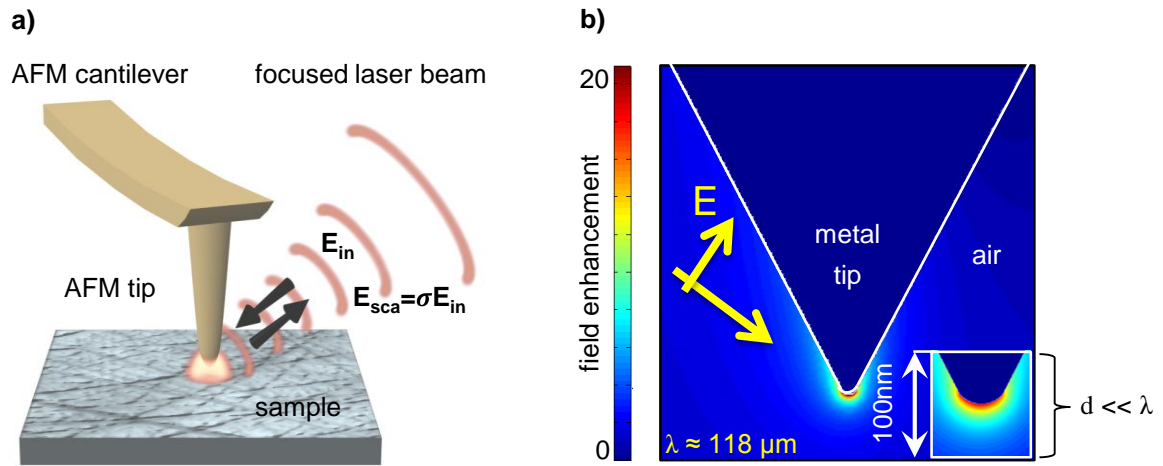 a)
AFM cantilever
focused laser beam
E_in
E_sca=σE_in
AFM tip
sample
b)
20
field enhancement
0
E
metal
tip
air
100nm
d << λ
λ ≈ 118 μm